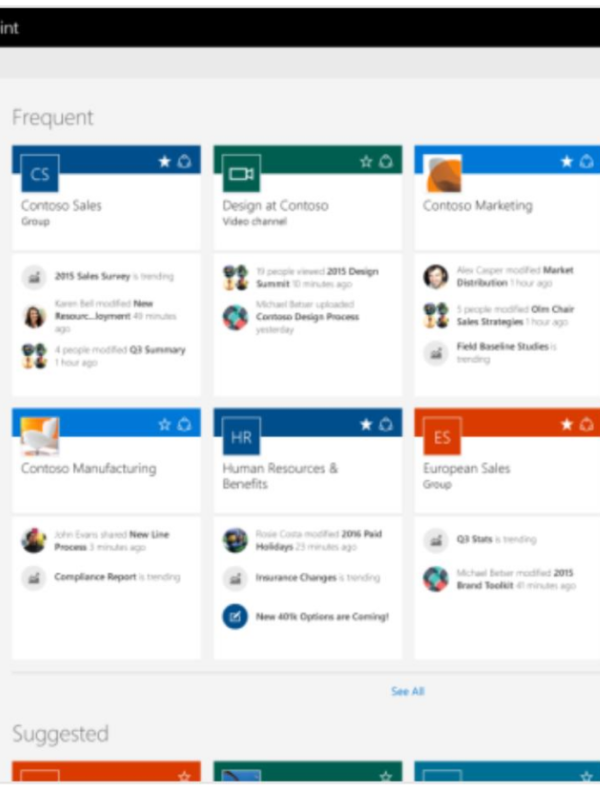 int
Frequent
CS
Contoso Sales
Group
2015 Sales Survey is trending
Karen Bell modified New
Resourc...loyment 49 minutes
ago
4 people modified Q3 Summary
1 hour ago
Design at Contoso
Video channel
19 people viewed 2015 Design
Summit 10 minutes ago
Michael Betser uploaded
Contoso Design Process
yesterday
Contoso Marketing
Alex Casper modified Market
Distribution 1 hour ago
5 people modified Olm Chair
Sales Strategies 1 hour ago
Field Baseline Studies is
trending
Contoso Manufacturing
John Evans shared New Line
Process 3 minutes ago
Compliance Report is trending
HR
Human Resources &
Benefits
Rosie Costa modified 2016 Paid
Holidays 23 minutes ago
Insurance Changes is trending
New 401k Options are Coming!
ES
European Sales
Group
Q3 Stats is trending
Michael Betser modified 2015
Brand Toolkit 41 minutes ago
See All
Suggested